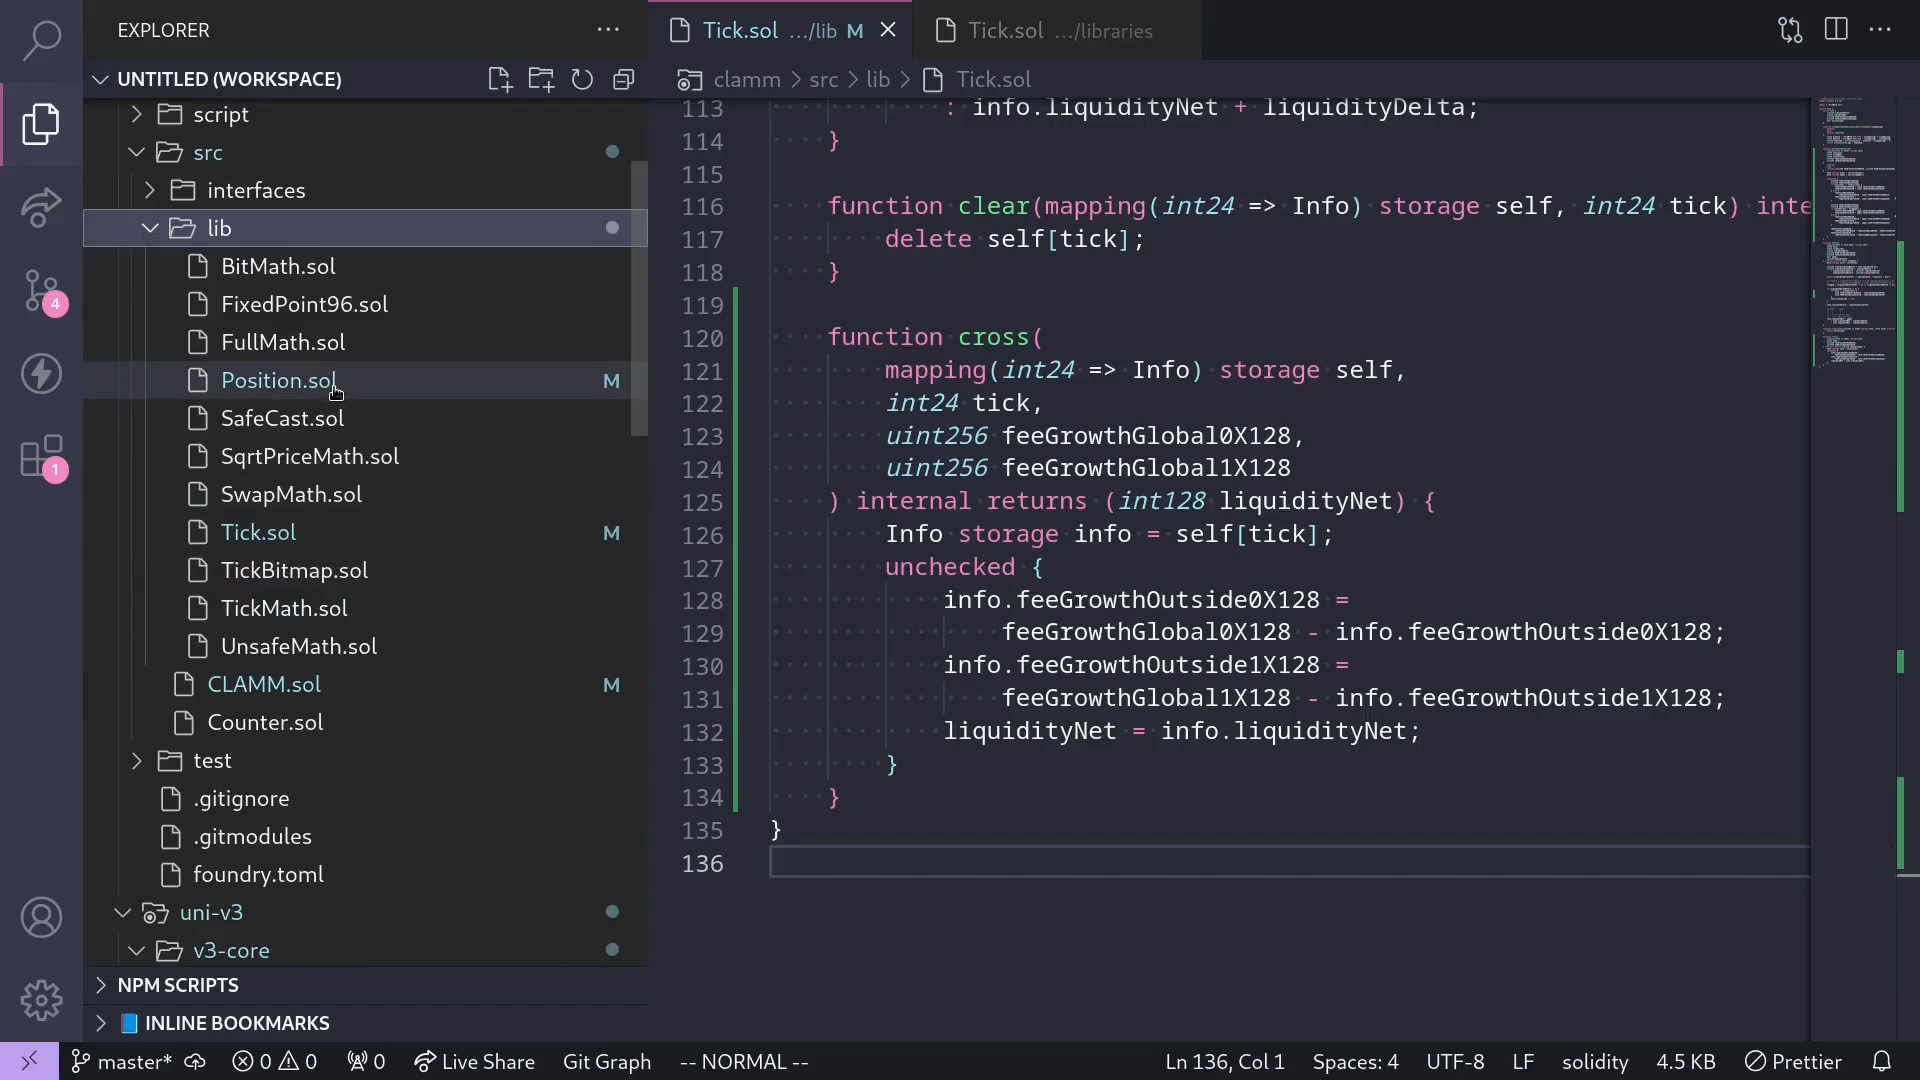 EXPLORER
UNTITLED (WORKSPACE)
script
src
interfaces
lib
BitMath.sol
FixedPoint96.sol
FullMath.sol
Position.sol M
SafeCast.sol
SqrtPriceMath.sol
SwapMath.sol
Tick.sol M
TickBitmap.sol
TickMath.sol
UnsafeMath.sol
CLAMM.sol M
Counter.sol
test
.gitignore
.gitmodules
foundry.toml
uni-v3
v3-core
NPM SCRIPTS
INLINE BOOKMARKS
4
1
Tick.sol .../lib M
Tick.sol .../libraries
clamm > src > lib > Tick.sol
113 : info.liquidityNet + liquidityDelta;
114 }
115
116 function clear(mapping(int24 => Info) storage self, int24 tick) inte
117 delete self[tick];
118 }
119
120 function cross(
121 mapping(int24 => Info) storage self,
122 int24 tick,
123 uint256 feeGrowthGlobal0X128,
124 uint256 feeGrowthGlobal1X128
125 ) internal returns (int128 liquidityNet) {
126 Info storage info = self[tick];
127 unchecked {
128 info.feeGrowthOutside0X128 =
129 feeGrowthGlobal0X128 - info.feeGrowthOutside0X128;
130 info.feeGrowthOutside1X128 =
131 feeGrowthGlobal1X128 - info.feeGrowthOutside1X128;
132 liquidityNet = info.liquidityNet;
133 }
134 }
135 }
136
master* 0 0 0 Live Share Git Graph -- NORMAL -- Ln 136, Col 1 Spaces: 4 UTF-8 LF solidity 4.5 KB Prettier